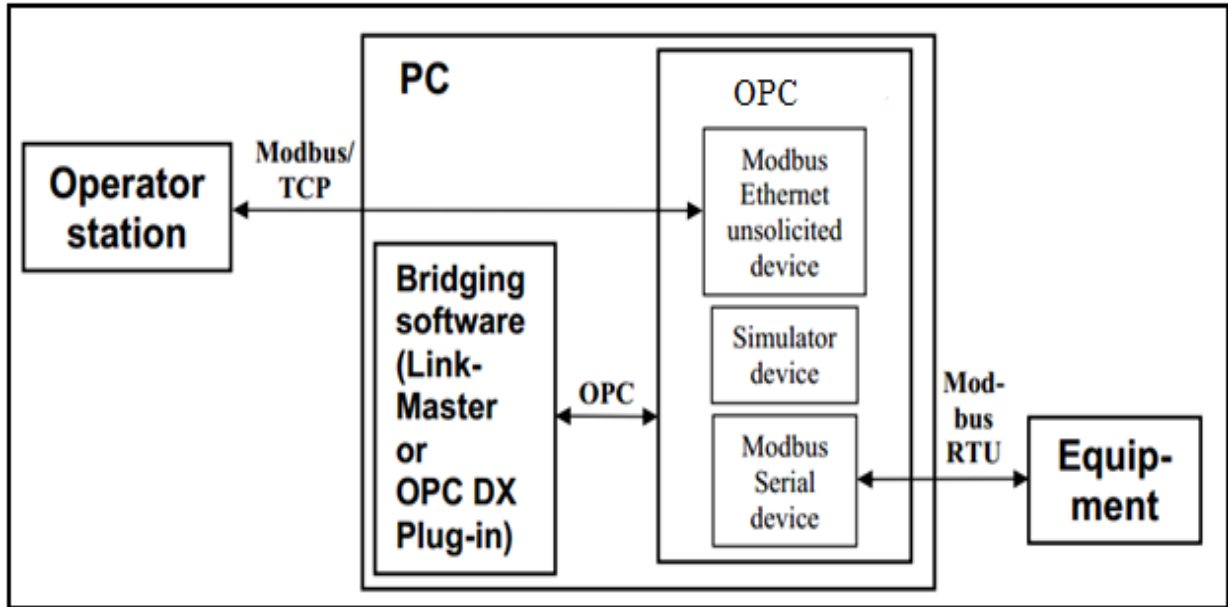 PC
OPC
Operator
station
Modbus/
TCP
Modbus
Ethernet
unsolicited
device
Bridging
software
(Link-
Master
or
OPC DX
Plug-in)
OPC
Simulator
device
Modbus
Serial
device
Mod-
bus
RTU
Equip-
ment